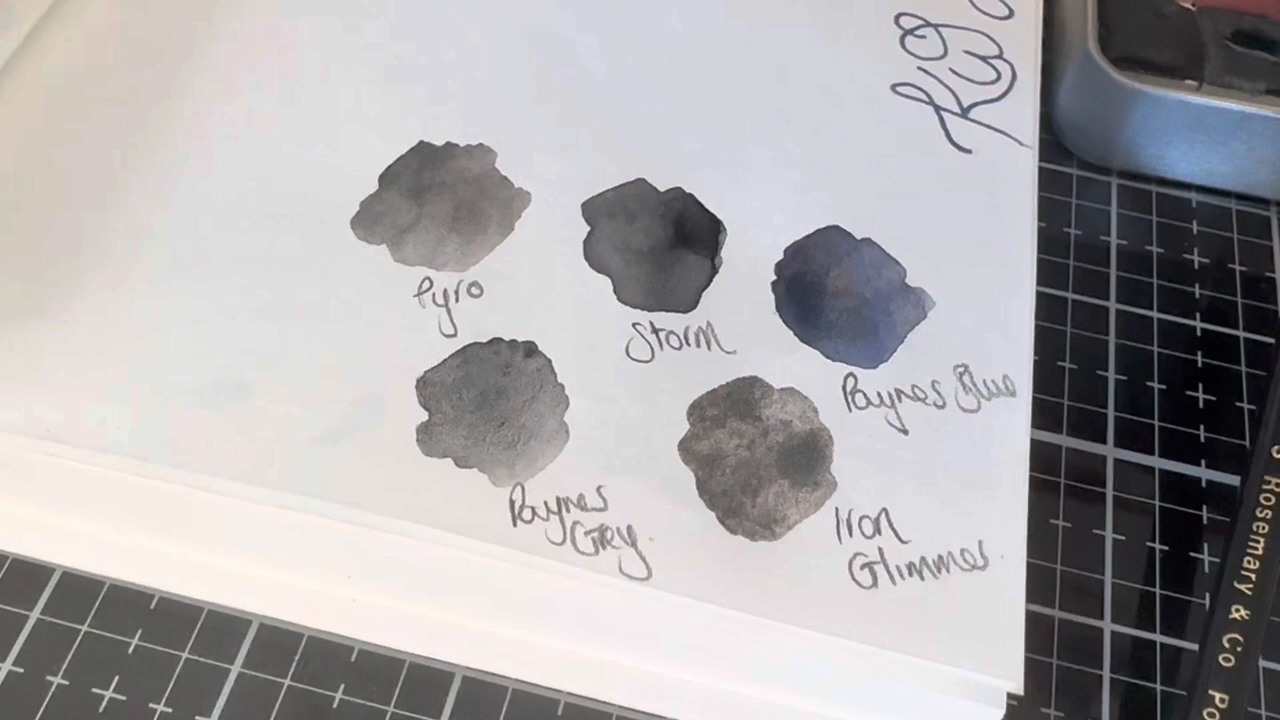 Pyro
Storm
Paynes Blue
Paynes
Grey.
Iron
Glimmer.
Rosemary & Co